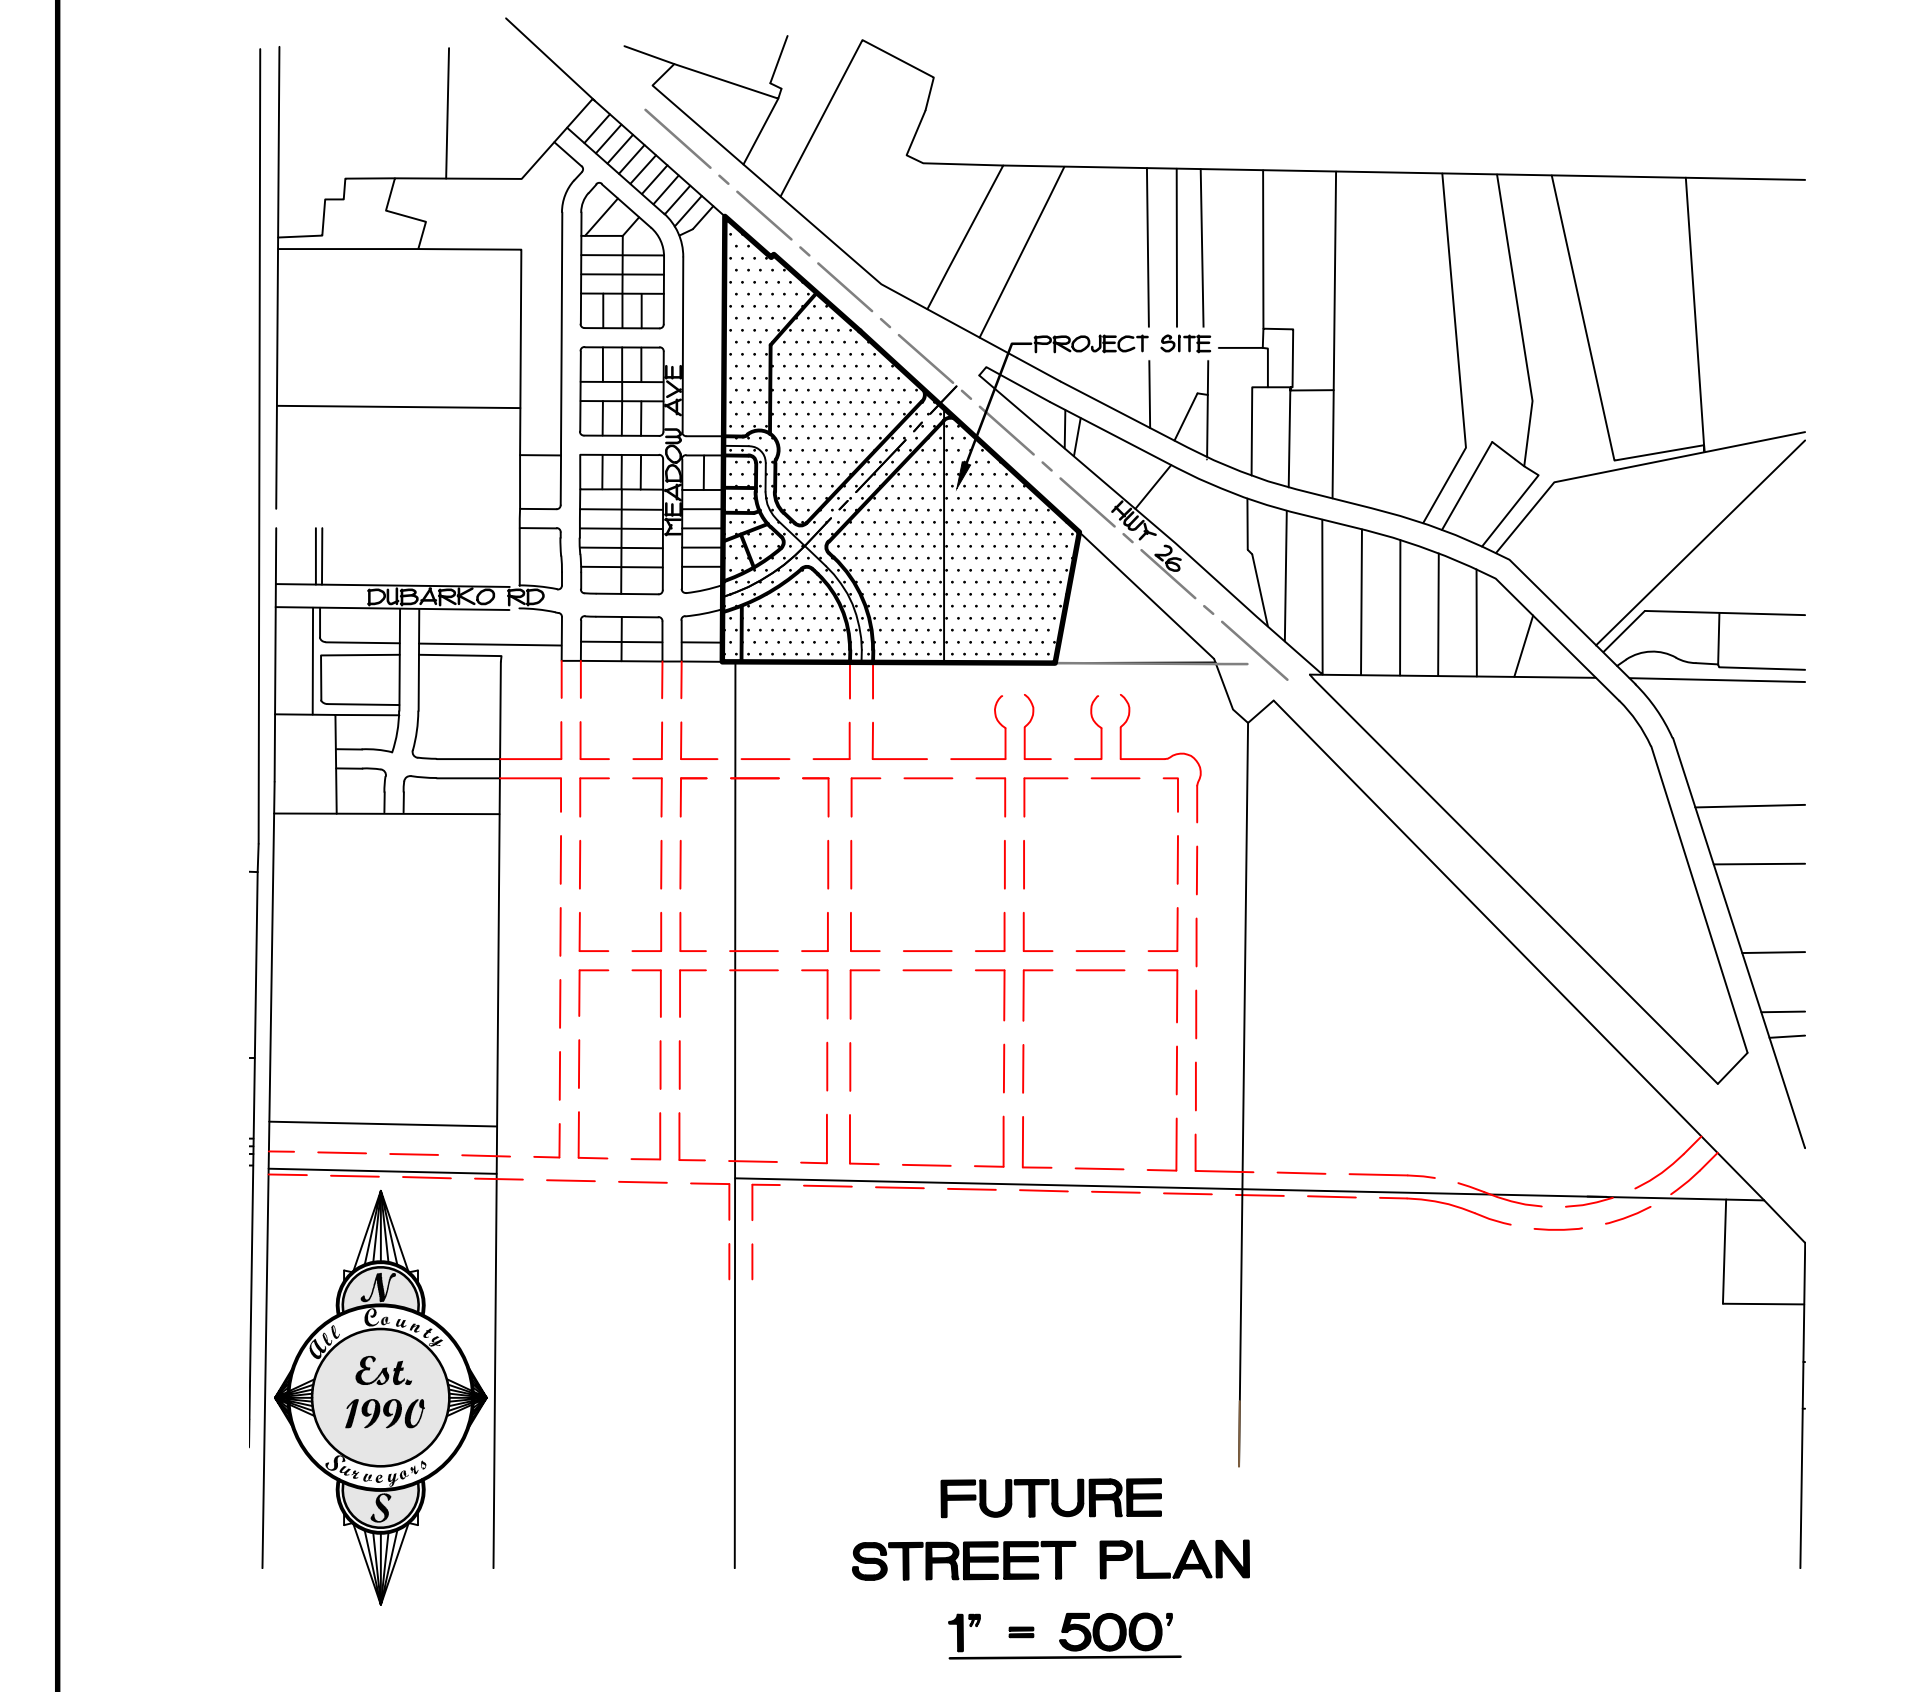 PROJECT SITE
MEADOW AVE
HWY 26
DUBARKO RD
N
All County
Est.
1990
Surveyors
S
FUTURE
STREET PLAN
1" = 500'